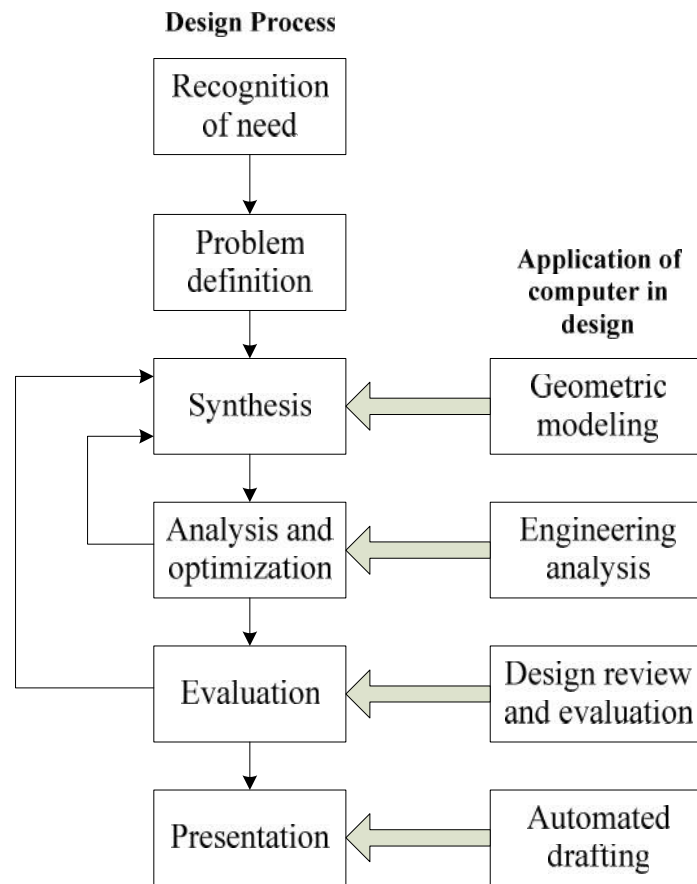 Design Process
Recognition
of need
Problem
definition
Application of
computer in
design
Synthesis
Geometric
modeling
Analysis and
optimization
Engineering
analysis
Evaluation
Design review
and evaluation
Presentation
Automated
drafting